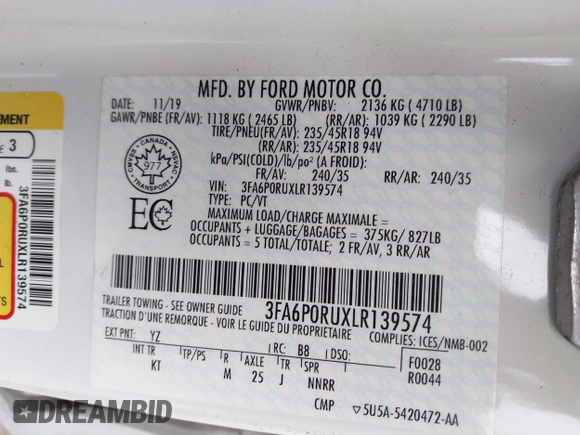 MFD. BY FORD MOTOR CO.
DATE: 11/19 GVWR/PNBV: 2136 KG ( 4710 LB)
GAWR/PNBE (FR/AV): 1118 KG ( 2465 LB) (RR/AR): 1039 KG ( 2290 LB)
TIRE/PNEU(FR/AV): 235/45R18 94V
(RR/AR): 235/45R18 94V
kPa/PSI(COLD)/lb/po² (A FROID):
FR/AV: 240/35 RR/AR: 240/35
VIN: 3FA6P0RUXLR139574
TYPE: PC/VT
MAXIMUM LOAD/CHARGE MAXIMALE =
OCCUPANTS + LUGGAGE/BAGAGES = 375KG/ 827LB
OCCUPANTS = 5 TOTAL/TOTALE; 2 FR/AV, 3 RR/AR
CANADA
977
TRANSPORT
EC
EMENT
E 3
lbs.
lb.
3FA6P0RUXLR139574
L
TS
TRAILER TOWING - SEE OWNER GUIDE 3FA6P0RUXLR139574
TRACTION D'UNE REMORQUE - VOIR LE GUIDE DU PROPRIETAIRE COMPLIES: ICES/NMB-002
EXT PNT: YZ RC: B8 DSO: F0028
INT TR TP/PS R AXLE TR SPR R0044
KT M 25 J NNRR
CMP 5U5A-5420472-AA
DREAMBID